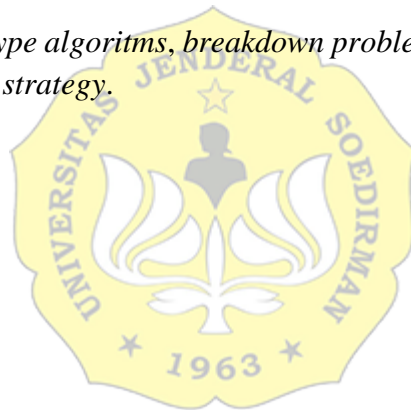 ype algoritms, breakdown proble
strategy.
UNIVERSITAS JENDERAL SOEDIRMAN
1963